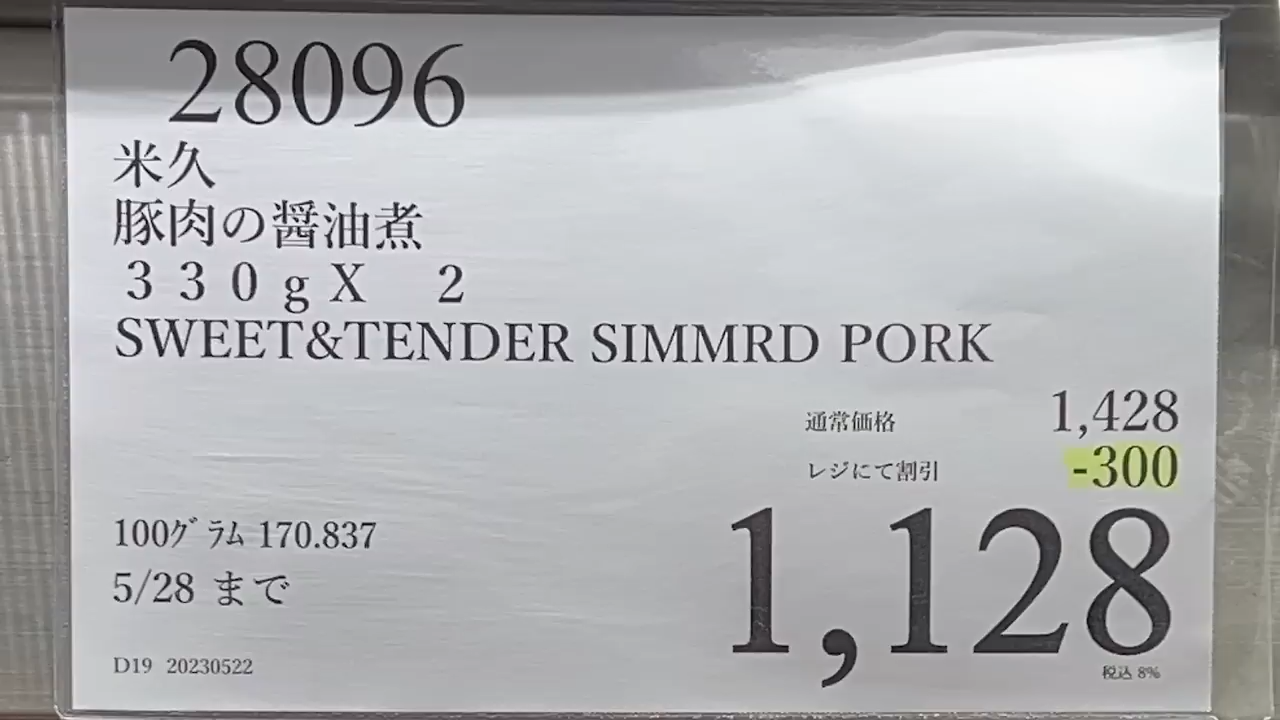 28096
米久
豚肉の醤油煮
３３０ｇＸ　２
SWEET&TENDER SIMMRD PORK
通常価格 1,428
レジにて割引 -300
1,128
税込 8%
100ｸﾞﾗﾑ 170.837
5/28 まで
D19 20230522